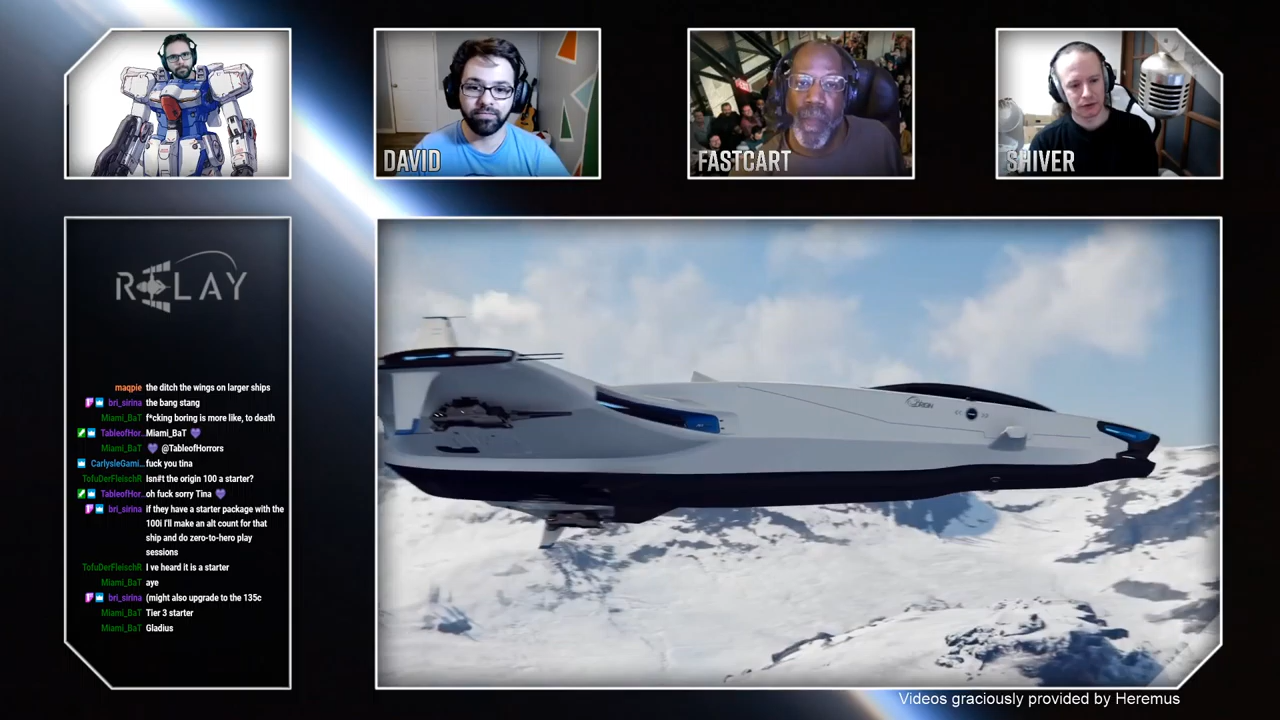 DAVID
FASTCART
SHIVER
RELAY
maqpie the ditch the wings on larger ships
bri_sirina the bang stang
Miami_BaT f*cking boring is more like, to death
TableofHor... Miami_BaT 💜
Miami_BaT 💜 @TableofHorrors
CarlysleGami... fuck you tina
TofuDerFleischR Isn#t the origin 100 a starter?
TableofHor... oh fuck sorry Tina 💜
bri_sirina if they have a starter package with the
100i I'll make an alt count for that
ship and do zero-to-hero play
sessions
TofuDerFleischR I ve heard it is a starter
Miami_BaT aye
bri_sirina (might also upgrade to the 135c
Miami_BaT Tier 3 starter
Miami_BaT Gladius
ORIGIN
Videos graciously provided by Heremus